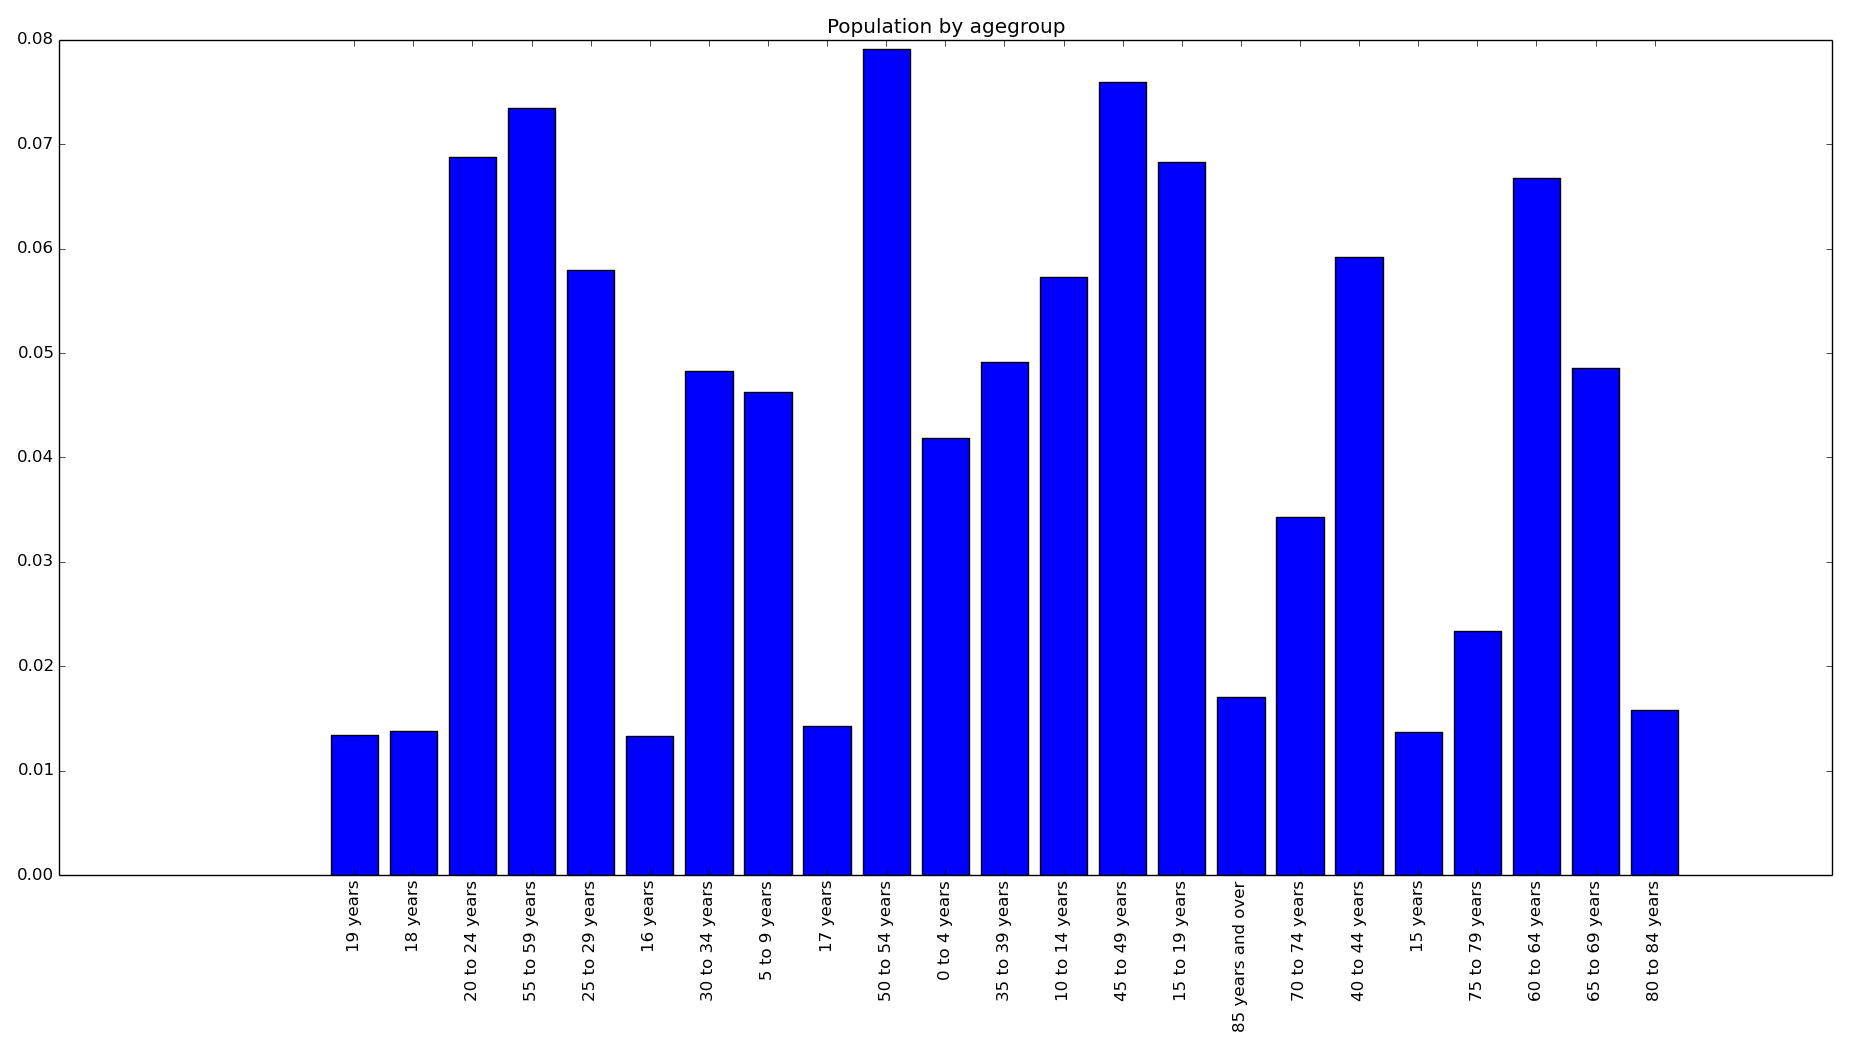 Population by agegroup
0.08
0.07
0.06
0.05
0.04
0.03
0.02
0.01
0.00
19 years
18 years
20 to 24 years
55 to 59 years
25 to 29 years
16 years
30 to 34 years
5 to 9 years
17 years
50 to 54 years
0 to 4 years
35 to 39 years
10 to 14 years
45 to 49 years
15 to 19 years
85 years and over
70 to 74 years
40 to 44 years
15 years
75 to 79 years
60 to 64 years
65 to 69 years
80 to 84 years